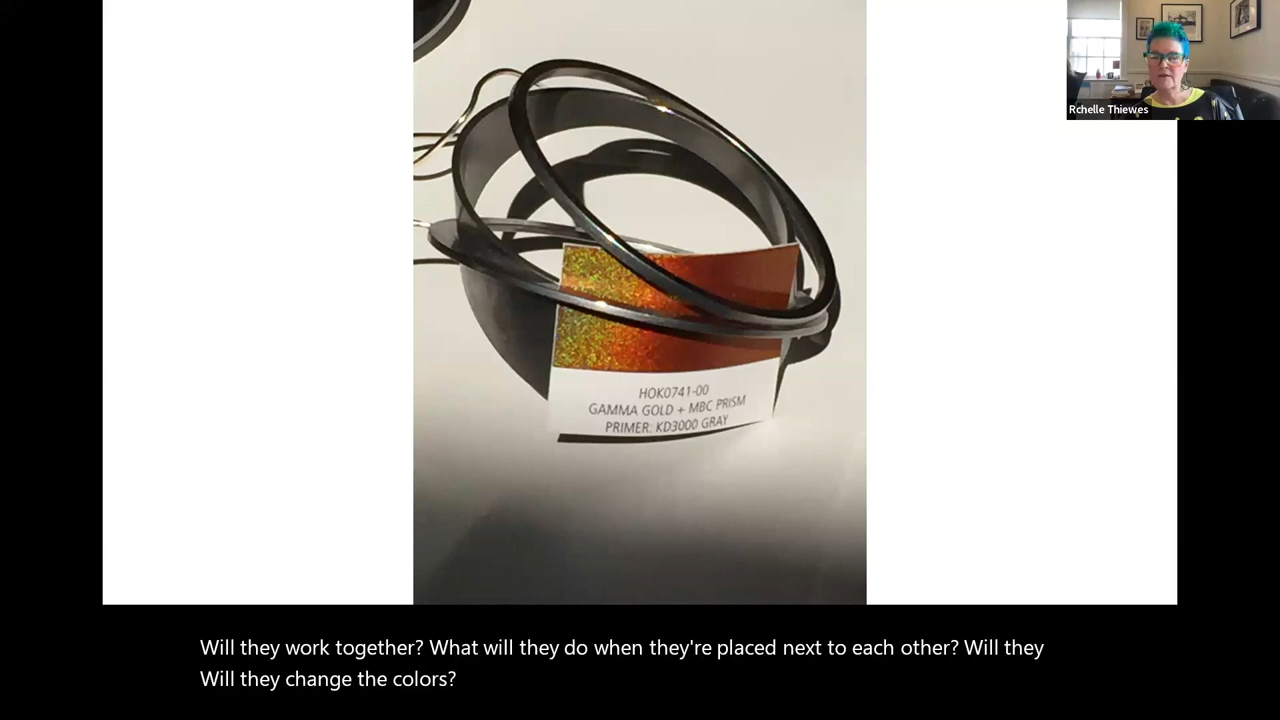 Rchelle Thiewes
HOK0741-00
GAMMA GOLD + MBC PRISM
PRIMER: KD3000 GRAY
Will they work together? What will they do when they're placed next to each other? Will they
Will they change the colors?